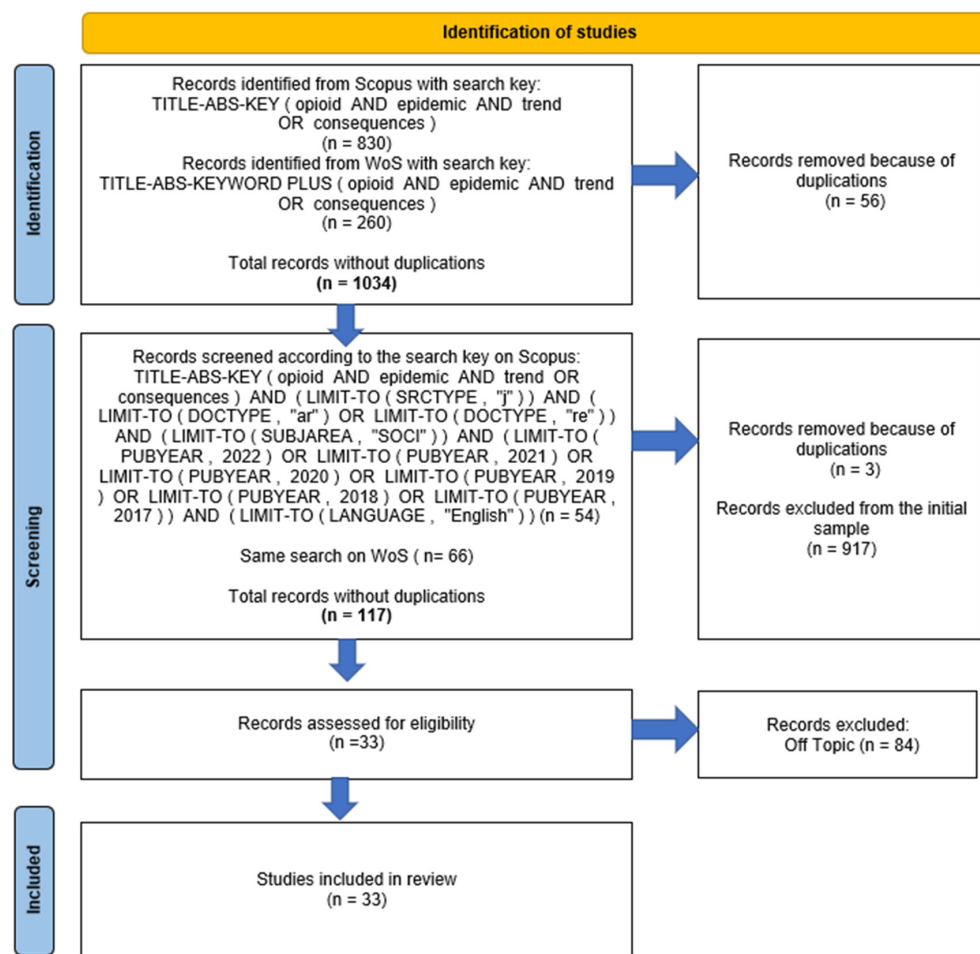 Identification of studies
Identification
Records identified from Scopus with search key:
TITLE-ABS-KEY ( opioid AND epidemic AND trend
OR consequences )
(n = 830)
Records identified from WoS with search key:
TITLE-ABS-KEYWORD PLUS ( opioid AND epidemic AND trend
OR consequences )
(n = 260)
Total records without duplications
(n = 1034)
Records removed because of
duplications
(n = 56)
Screening
Records screened according to the search key on Scopus:
TITLE-ABS-KEY ( opioid AND epidemic AND trend OR
consequences ) AND ( LIMIT-TO ( SRCTYPE , "j" )) AND (
LIMIT-TO ( DOCTYPE , "ar" ) OR LIMIT-TO ( DOCTYPE , "re" ))
AND ( LIMIT-TO ( SUBJAREA , "SOCI" )) AND ( LIMIT-TO (
PUBYEAR , 2022 ) OR LIMIT-TO ( PUBYEAR , 2021 ) OR
LIMIT-TO ( PUBYEAR , 2020 ) OR LIMIT-TO ( PUBYEAR , 2019
) OR LIMIT-TO ( PUBYEAR , 2018 ) OR LIMIT-TO ( PUBYEAR ,
2017 )) AND ( LIMIT-TO ( LANGUAGE , "English" )) (n = 54)
Same search on WoS ( n= 66)
Total records without duplications
(n = 117)
Records removed because of
duplications
(n = 3)
Records excluded from the initial
sample
(n = 917)
Records assessed for eligibility
(n =33)
Records excluded:
Off Topic (n = 84)
Included
Studies included in review
(n = 33)